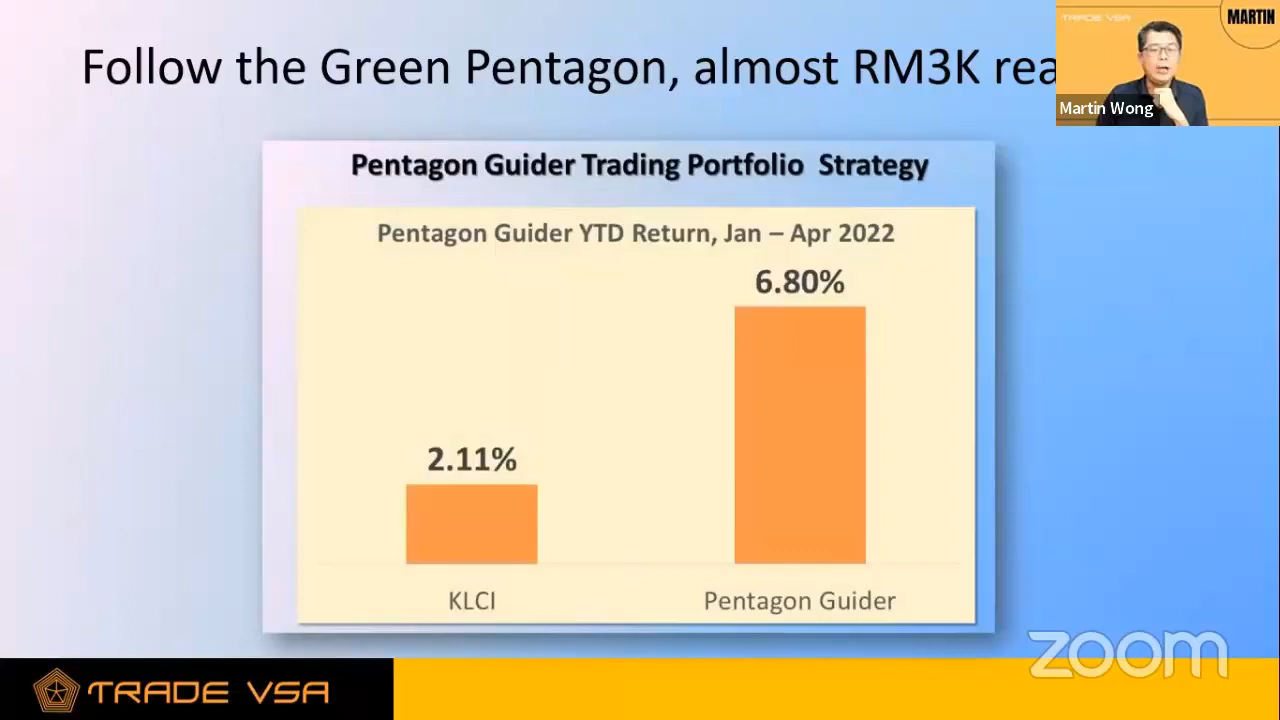 Follow the Green Pentagon, almost RM3K rea
TRADE VSA
MARTIN
Martin Wong
Pentagon Guider Trading Portfolio Strategy
Pentagon Guider YTD Return, Jan – Apr 2022
6.80%
2.11%
KLCI
Pentagon Guider
zoom
TRADE VSA